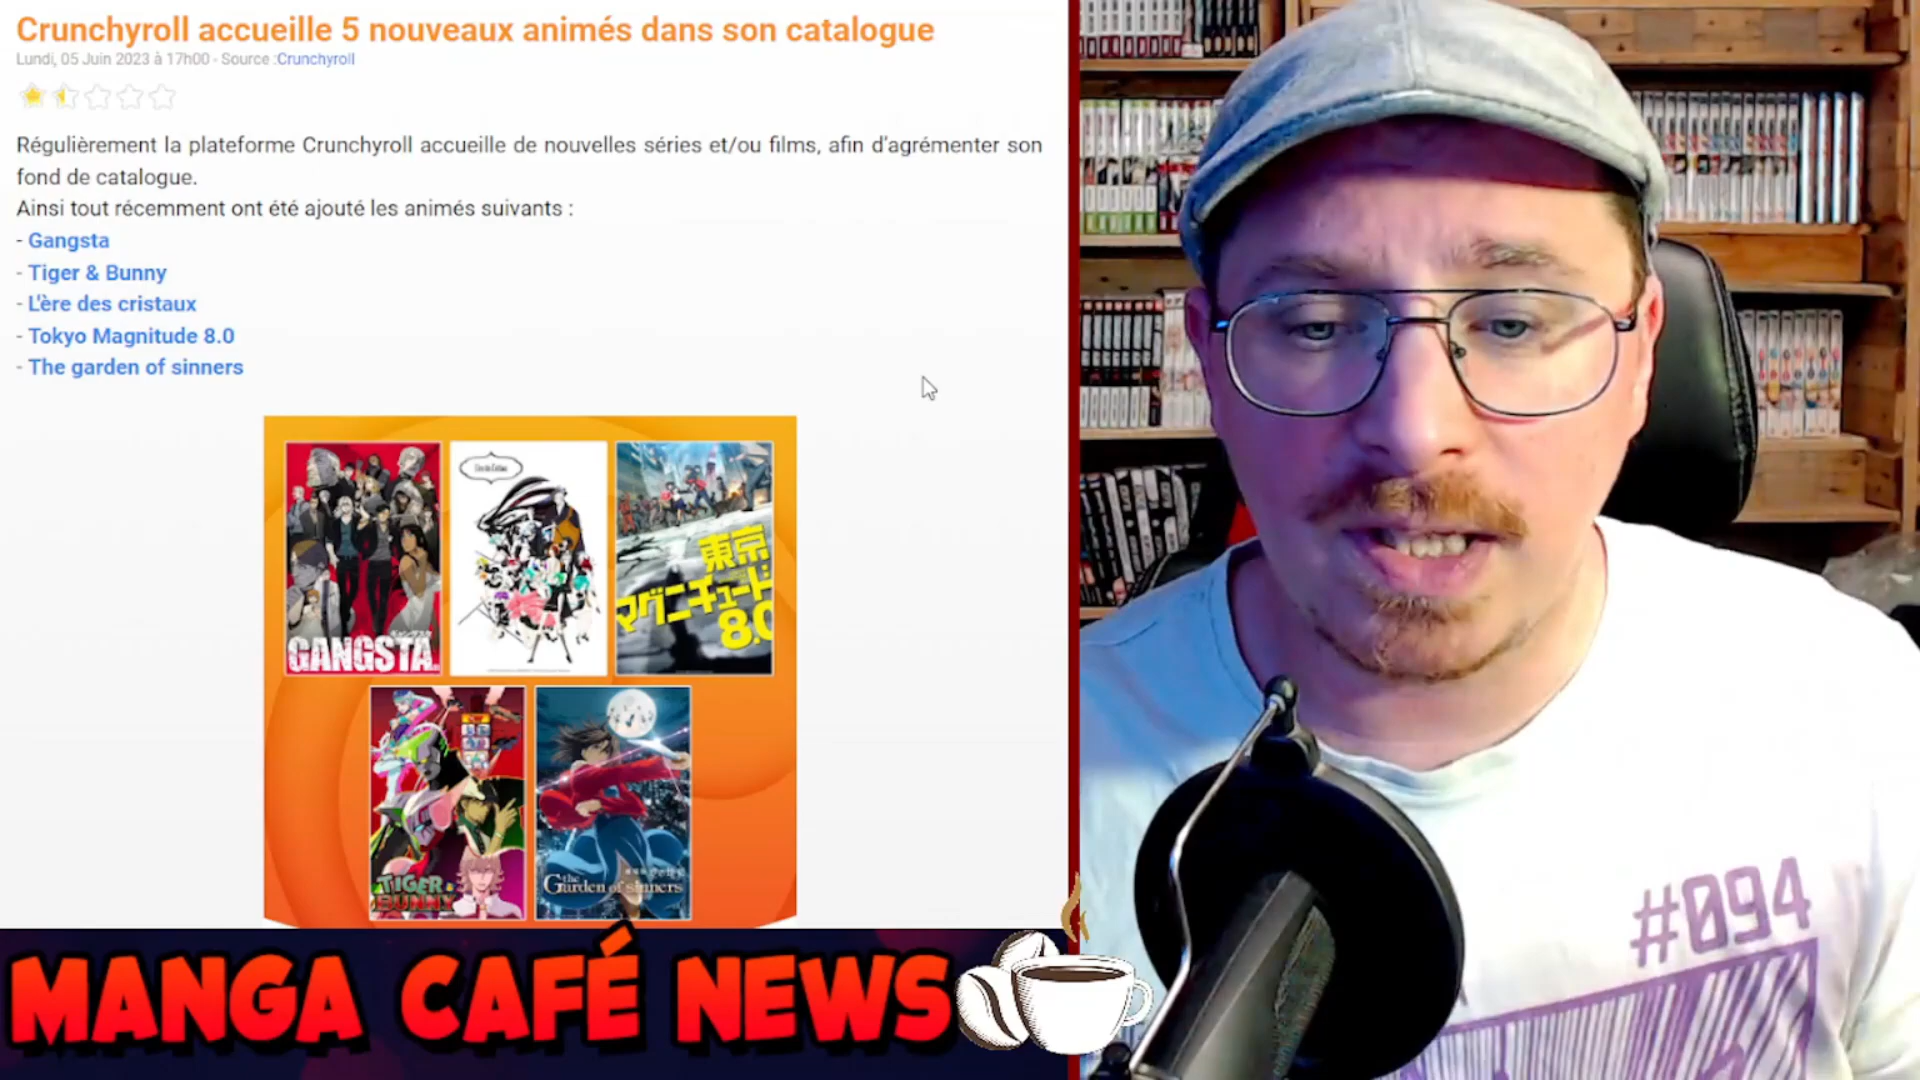 Crunchyroll accueille 5 nouveaux animés dans son catalogue
Lundi, 05 Juin 2023 à 17h00 - Source :Crunchyroll
Régulièrement la plateforme Crunchyroll accueille de nouvelles séries et/ou films, afin d'agrémenter son
fond de catalogue.
Ainsi tout récemment ont été ajouté les animés suivants :
- Gangsta
- Tiger & Bunny
- L'ère des cristaux
- Tokyo Magnitude 8.0
- The garden of sinners
GANGSTA.
東京
マグニチュード
8.0
TIGER&
BUNNY
the
Garden of sinners
MANGA CAFÉ NEWS
#094